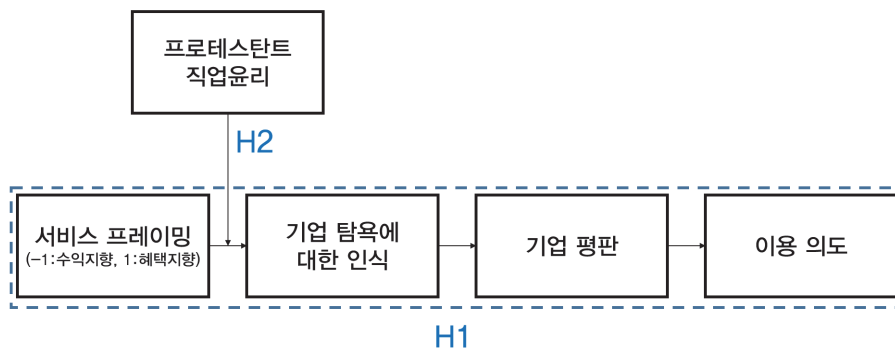 프로테스탄트
직업윤리
H2
서비스 프레이밍
(-1:수익지향, 1:혜택지향)
기업 탐욕에
대한 인식
기업 평판
이용 의도
H1